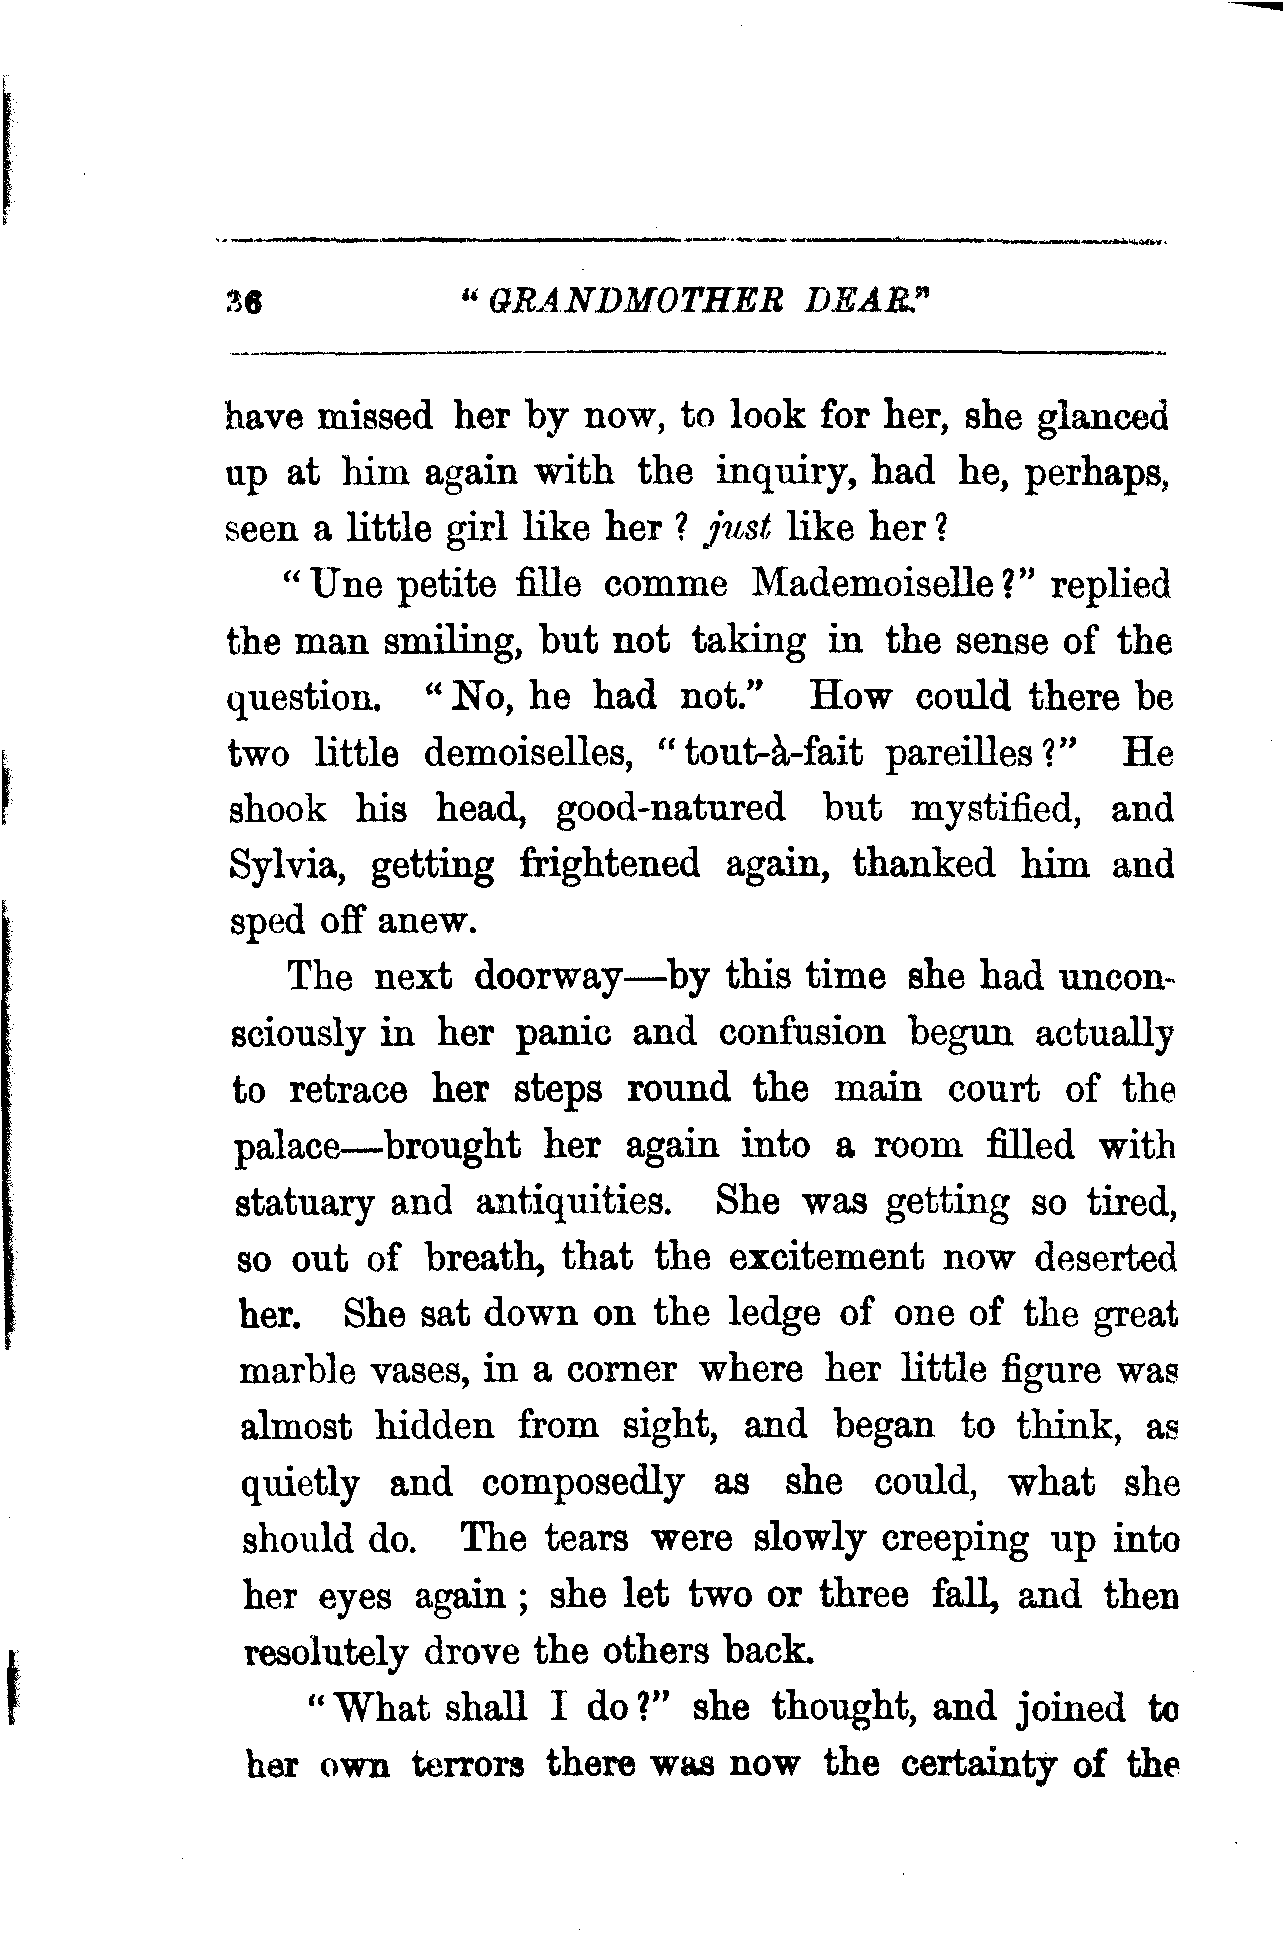 36 " GRANDMOTHER DEAR."
have missed her by now, to look for her, she glanced
up at him again with the inquiry, had he, perhaps,
seen a little girl like her ? just like her ?
" Une petite fille comme Mademoiselle ?" replied
the man smiling, but not taking in the sense of the
question. " No, he had not." How could there be
two little demoiselles, " tout-à-fait pareilles ?" He
shook his head, good-natured but mystified, and
Sylvia, getting frightened again, thanked him and
sped off anew.
The next doorway—by this time she had uncon-
sciously in her panic and confusion begun actually
to retrace her steps round the main court of the
palace—brought her again into a room filled with
statuary and antiquities. She was getting so tired,
so out of breath, that the excitement now deserted
her. She sat down on the ledge of one of the great
marble vases, in a corner where her little figure was
almost hidden from sight, and began to think, as
quietly and composedly as she could, what she
should do. The tears were slowly creeping up into
her eyes again ; she let two or three fall, and then
resolutely drove the others back.
" What shall I do ?" she thought, and joined to
her own terrors there was now the certainty of the